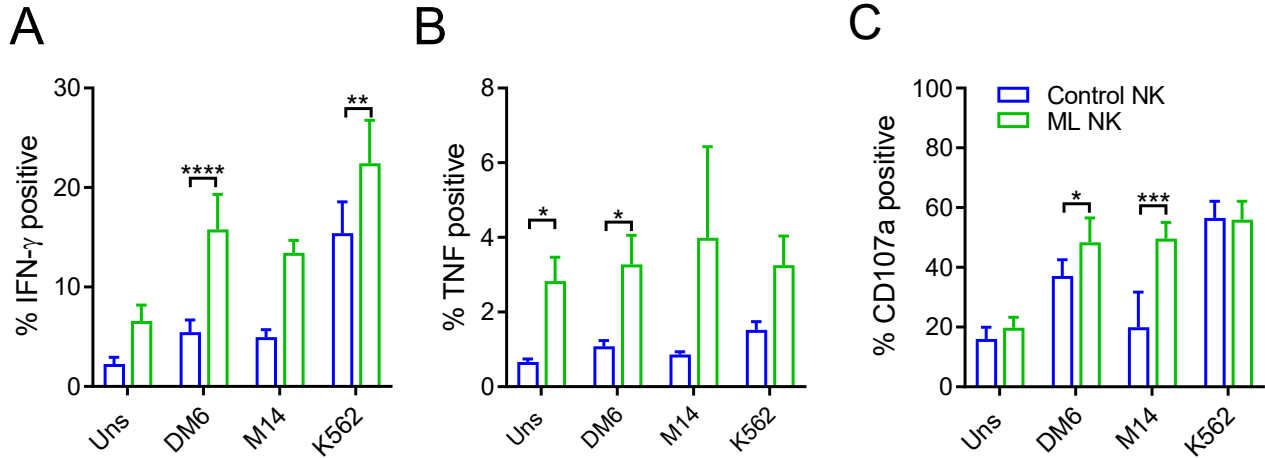 A
% IFN-γ positive
30
20
10
0
****
**
Uns
DM6
M14
K562
B
% TNF positive
8
6
4
2
0
*
*
Uns
DM6
M14
K562
C
% CD107a positive
100
80
60
40
20
0
Control NK
ML NK
*
***
Uns
DM6
M14
K562